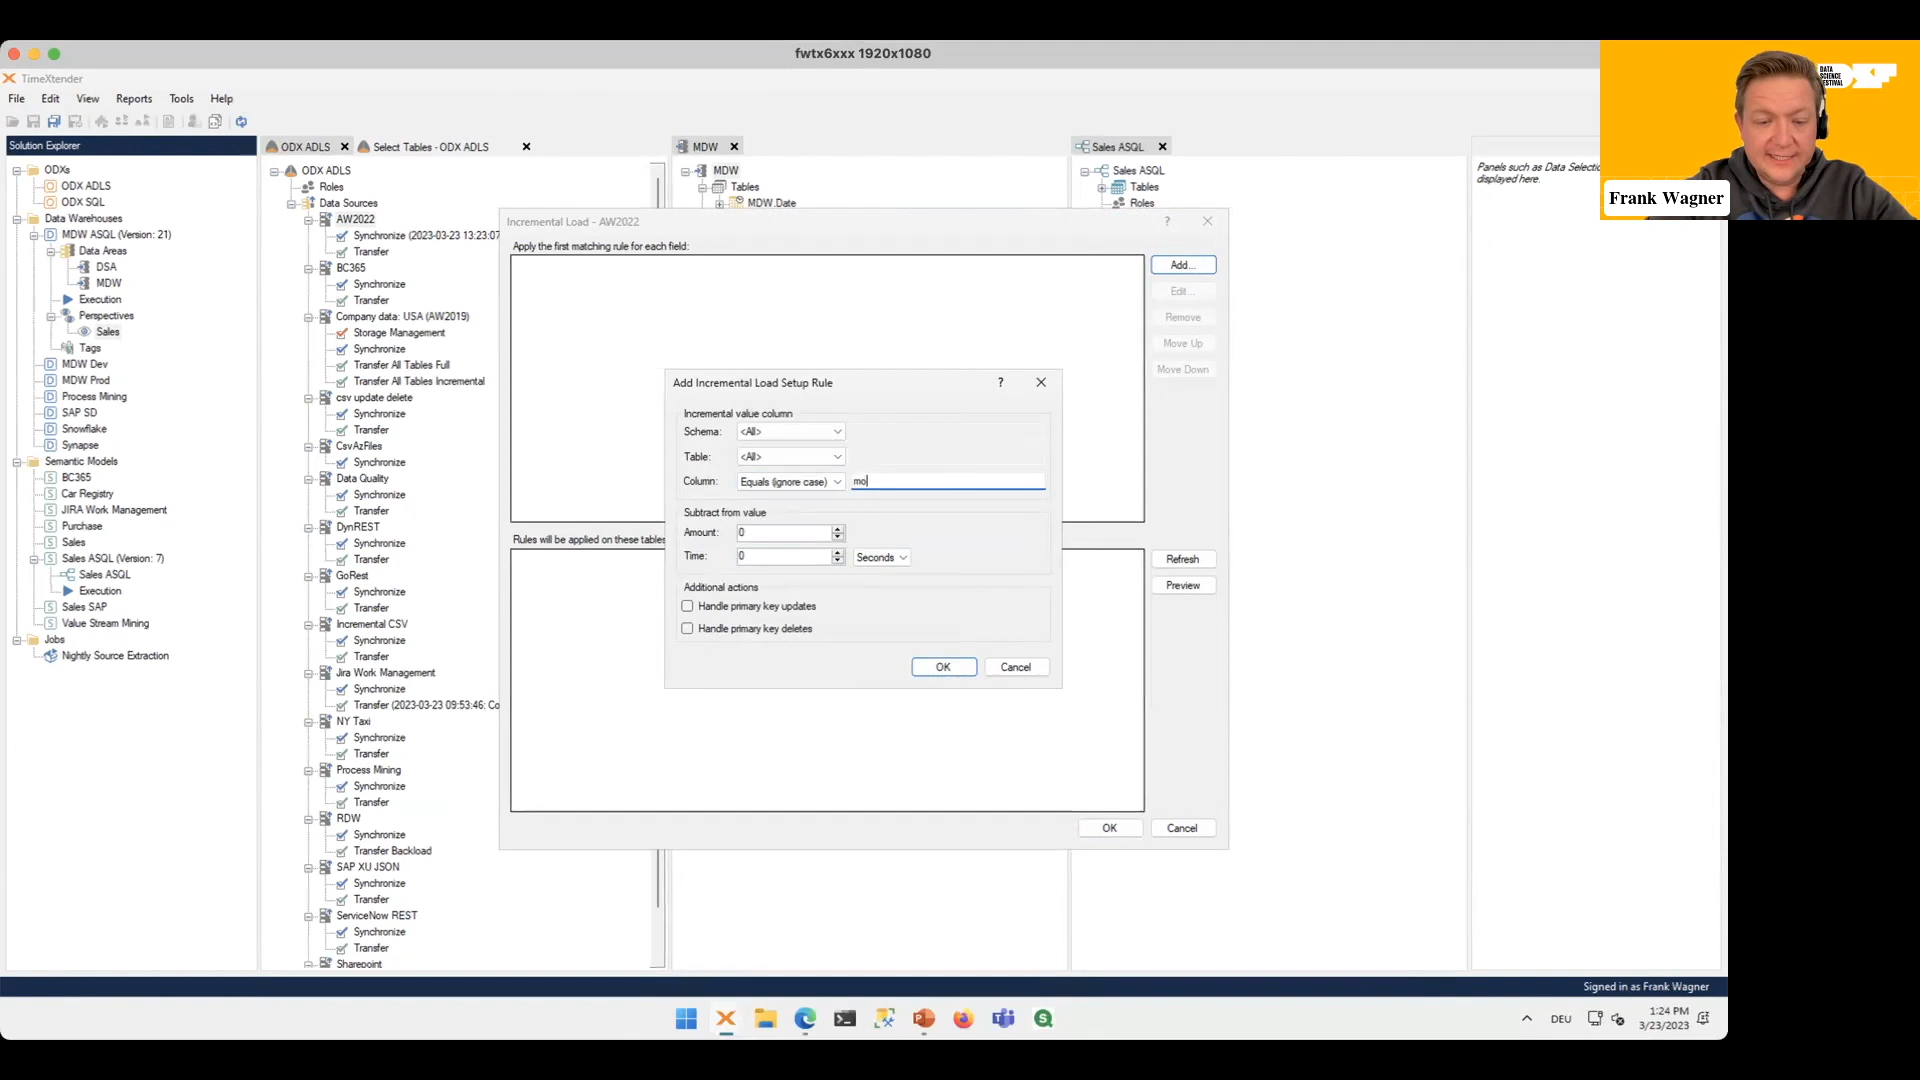 fwtx6xxx 1920x1080
TimeXtender
File Edit View Reports Tools Help
Solution Explorer
ODXs
ODX ADLS
ODX SQL
Data Warehouses
MDW ASQL (Version: 21)
Data Areas
DSA
MDW
Execution
Perspectives
Sales
Tags
MDW Dev
MDW Prod
Process Mining
SAP SD
Snowflake
Synapse
Semantic Models
BC365
Car Registry
JIRA Work Management
Purchase
Sales
Sales ASQL (Version: 7)
Sales ASQL
Execution
Sales SAP
Value Stream Mining
Jobs
Nightly Source Extraction
ODX ADLS
Select Tables - ODX ADLS
ODX ADLS
Roles
Data Sources
AW2022
Synchronize (2023-03-23 13:23:07
Transfer
BC365
Synchronize
Transfer
Company data: USA (AW2019)
Storage Management
Synchronize
Transfer All Tables Full
Transfer All Tables Incremental
csv update delete
Synchronize
Transfer
CsvAzFiles
Synchronize
Data Quality
Synchronize
Transfer
DynREST
Synchronize
Transfer
GoRest
Synchronize
Transfer
Incremental CSV
Synchronize
Transfer
Jira Work Management
Synchronize
Transfer (2023-03-23 09:53:46: Co
NY Taxi
Synchronize
Transfer
Process Mining
Synchronize
Transfer
RDW
Synchronize
Transfer Backload
SAP XU JSON
Synchronize
Transfer
ServiceNow REST
Synchronize
Transfer
Sharepoint
MDW
MDW
Tables
MDW.Date
Sales ASQL
Sales ASQL
Tables
Roles
Panels such as Data Selectio
displayed here.
Incremental Load - AW2022 ?
Apply the first matching rule for each field:
Add...
Edit...
Remove
Move Up
Move Down
Rules will be applied on these tables
Refresh
Preview
OK Cancel
Add Incremental Load Setup Rule ?
Incremental value column
Schema: <All>
Table: <All>
Column: Equals (ignore case) mo
Subtract from value
Amount: 0
Time: 0 Seconds
Additional actions
Handle primary key updates
Handle primary key deletes
OK Cancel
DATA
SCIENCE
FESTIVAL
Frank Wagner
Signed in as Frank Wagner
DEU
1:24 PM
3/23/2023